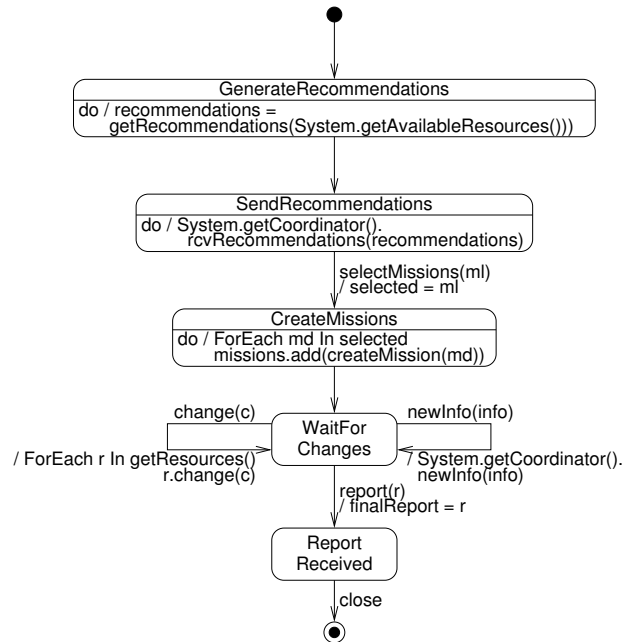 GenerateRecommendations
do / recommendations =
getRecommendations(System.getAvailableResources()))
SendRecommendations
do / System.getCoordinator().
rcvRecommendations(recommendations)
selectMissions(ml)
/ selected = ml
CreateMissions
do / ForEach md In selected
missions.add(createMission(md))
change(c)
/ ForEach r In getResources()
r.change(c)
WaitFor
Changes
newInfo(info)
/ System.getCoordinator().
newInfo(info)
report(r)
/ finalReport = r
Report
Received
close